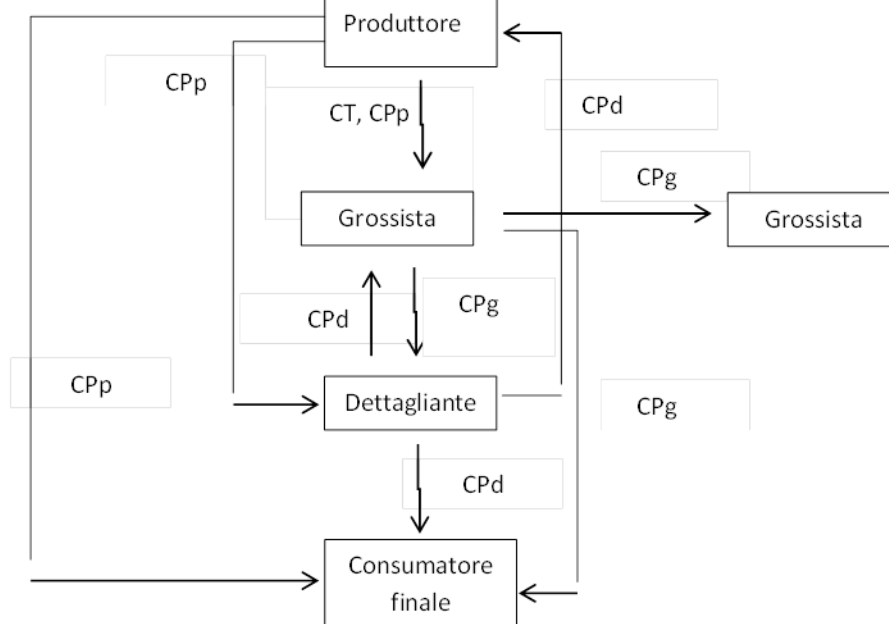 Produttore
CPp
CT, CPp
CPd
CPg
Grossista
Grossista
CPg
CPd
CPp
Dettagliante
CPg
CPd
Consumatore
finale